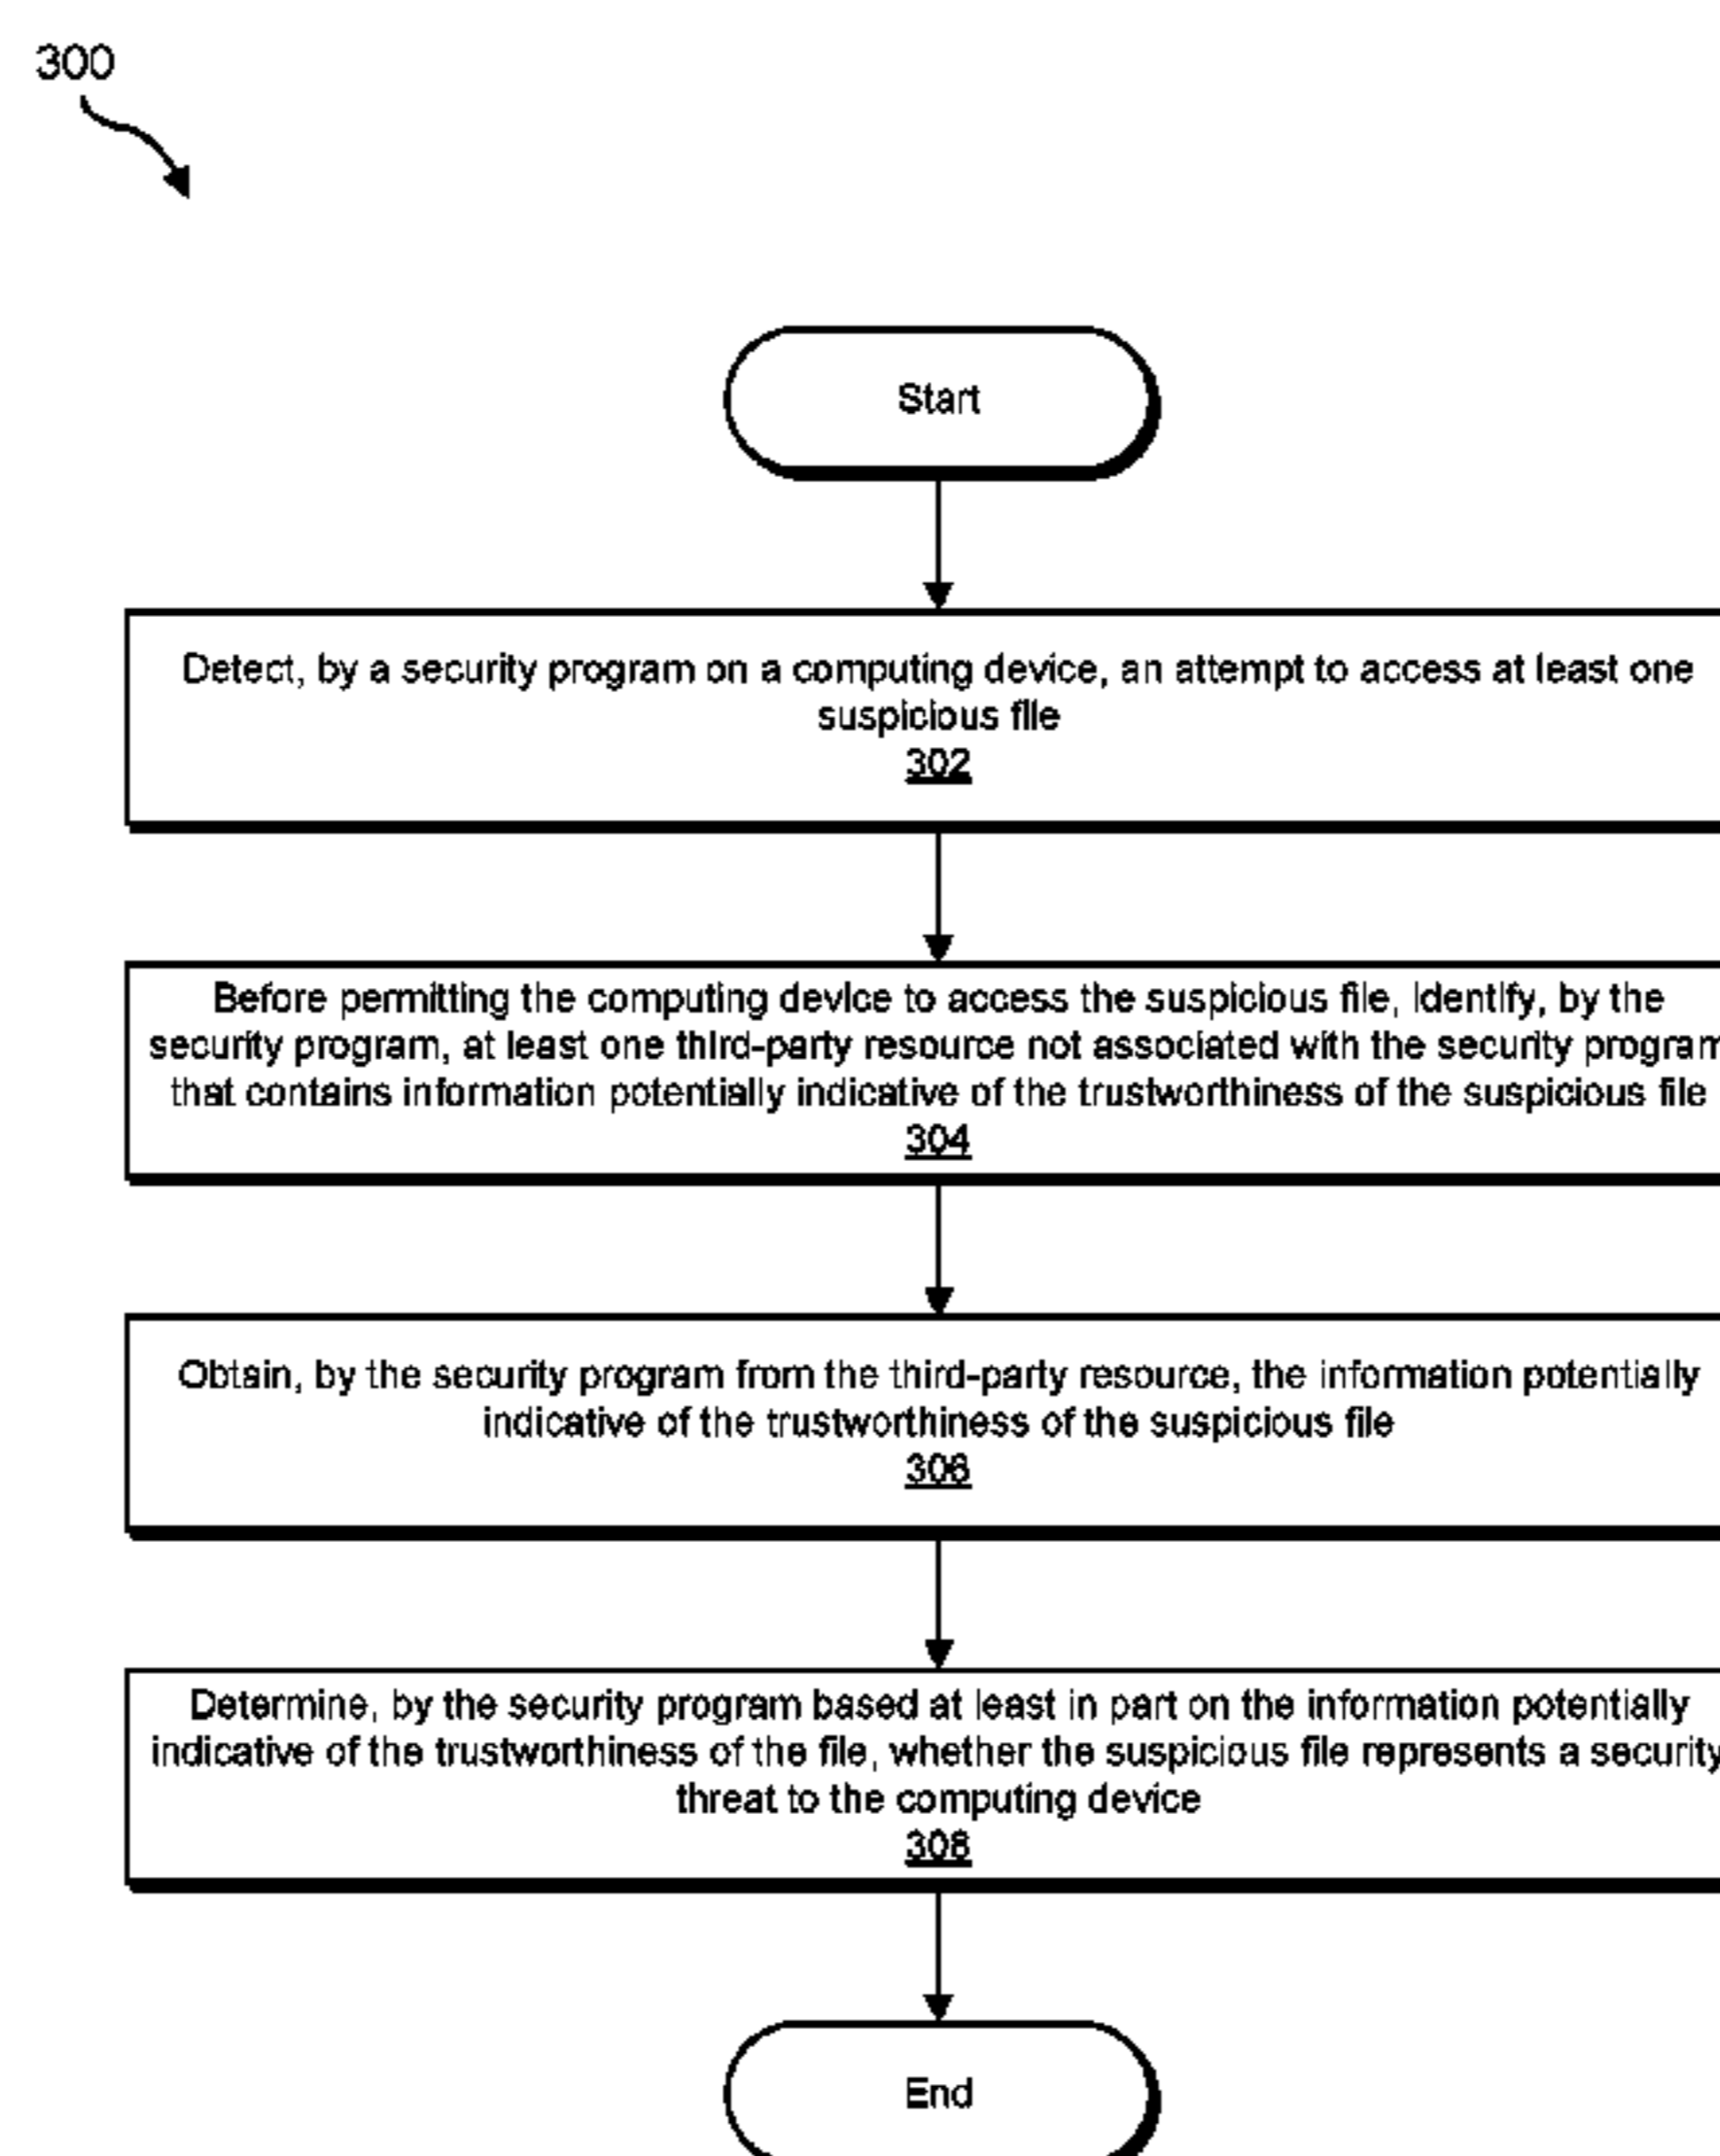 300
Start
Detect, by a security program on a computing device, an attempt to access at least one
suspicious file
302
Before permitting the computing device to access the suspicious file, identify, by the
security program, at least one third-party resource not associated with the security program
that contains information potentially indicative of the trustworthiness of the suspicious file
304
Obtain, by the security program from the third-party resource, the information potentially
indicative of the trustworthiness of the suspicious file
306
Determine, by the security program based at least in part on the information potentially
indicative of the trustworthiness of the file, whether the suspicious file represents a security
threat to the computing device
308
End